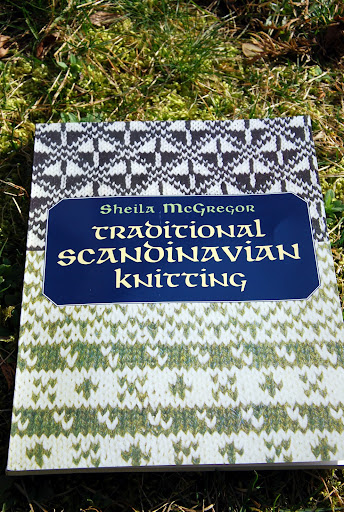 Sheila McGregor
Traditional
Scandinavian
Knitting